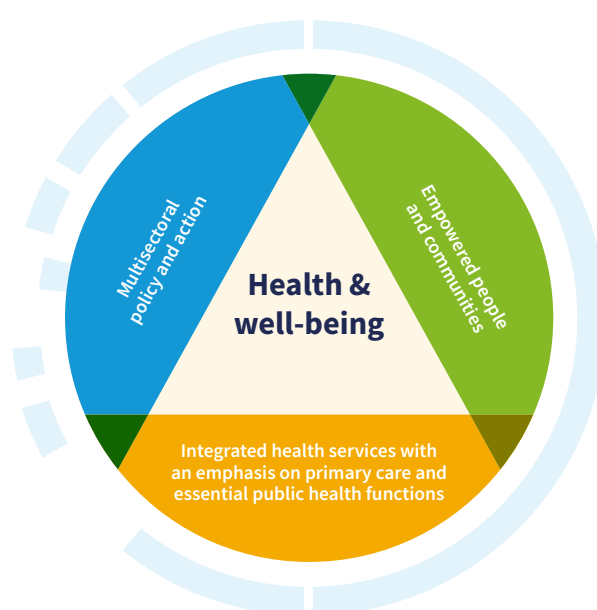 Multisectoral
policy and action
Empowered people
and communities
Health &
well-being
Integrated health services with
an emphasis on primary care and
essential public health functions